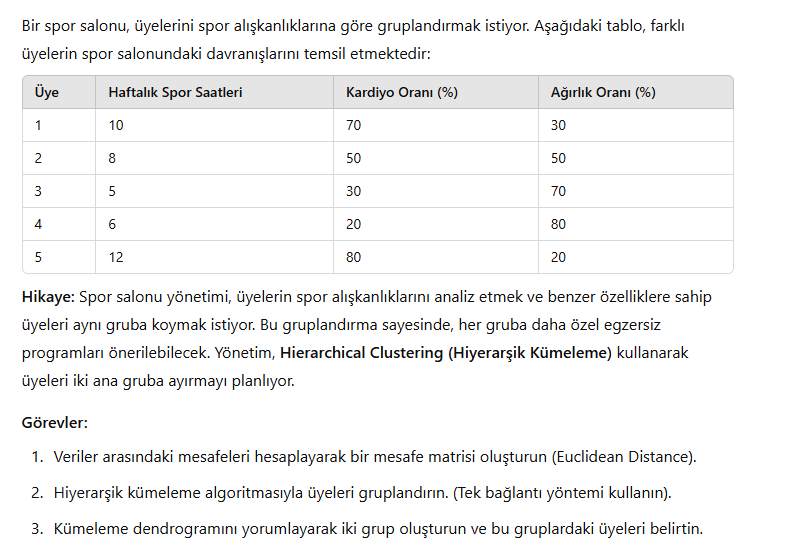 Bir spor salonu, üyelerini spor alışkanlıklarına göre gruplandırmak istiyor. Aşağıdaki tablo, farklı
üyelerin spor salonundaki davranışlarını temsil etmektedir:
Üye Haftalık Spor Saatleri Kardiyo Oranı (%) Ağırlık Oranı (%)
1 10 70 30
2 8 50 50
3 5 30 70
4 6 20 80
5 12 80 20
Hikaye: Spor salonu yönetimi, üyelerin spor alışkanlıklarını analiz etmek ve benzer özelliklere sahip
üyeleri aynı gruba koymak istiyor. Bu gruplandırma sayesinde, her gruba daha özel egzersiz
programları önerilebilecek. Yönetim, Hierarchical Clustering (Hiyerarşik Kümeleme) kullanarak
üyeleri iki ana gruba ayırmayı planlıyor.
Görevler:
1. Veriler arasındaki mesafeleri hesaplayarak bir mesafe matrisi oluşturun (Euclidean Distance).
2. Hiyerarşik kümeleme algoritmasıyla üyeleri gruplandırın. (Tek bağlantı yöntemi kullanın).
3. Kümeleme dendrogramını yorumlayarak iki grup oluşturun ve bu gruplardaki üyeleri belirtin.